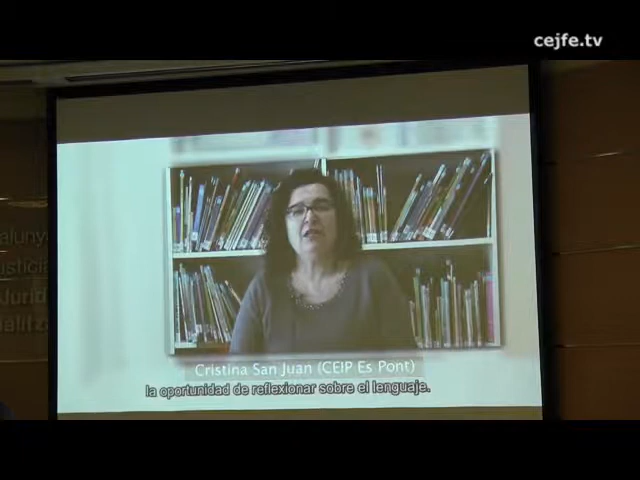 cejfe.tv
Cristina San Juan (CEIP Es Pont)
la oportunidad de reflexionar sobre el lenguaje.